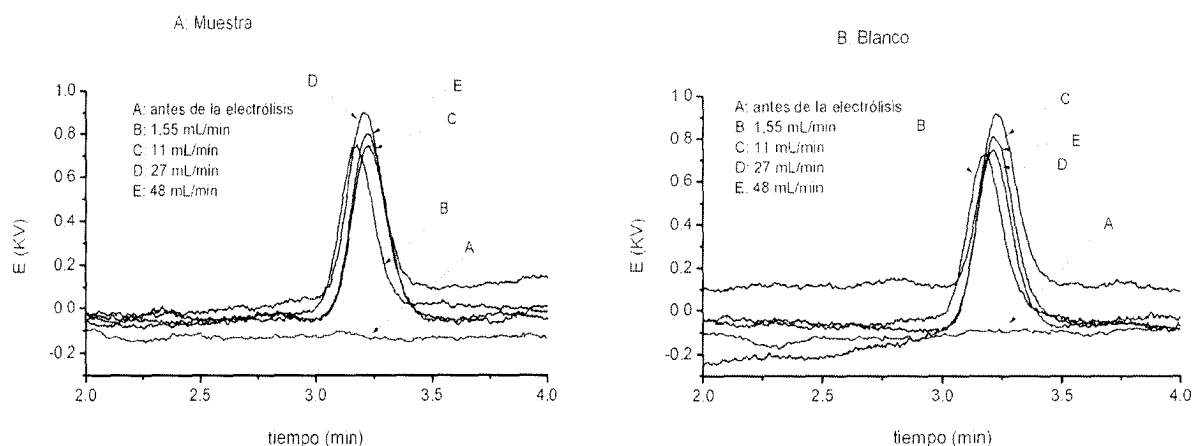 A: Muestra
D
E
C
B
A
A: antes de la electrólisis
B: 1,55 mL/min
C: 11 mL/min
D: 27 mL/min
E: 48 mL/min
1.0
0.8
0.6
0.4
0.2
0.0
-0.2
E (KV)
2.0 2.5 3.0 3.5 4.0
tiempo (min)
B: Blanco
C
B
E
D
A
A: antes de la electrólisis
B: 1,55 mL/min
C: 11 mL/min
D: 27 mL/min
E: 48 mL/min
1.0
0.8
0.6
0.4
0.2
0.0
-0.2
E (KV)
2.0 2.5 3.0 3.5 4.0
tiempo (min)